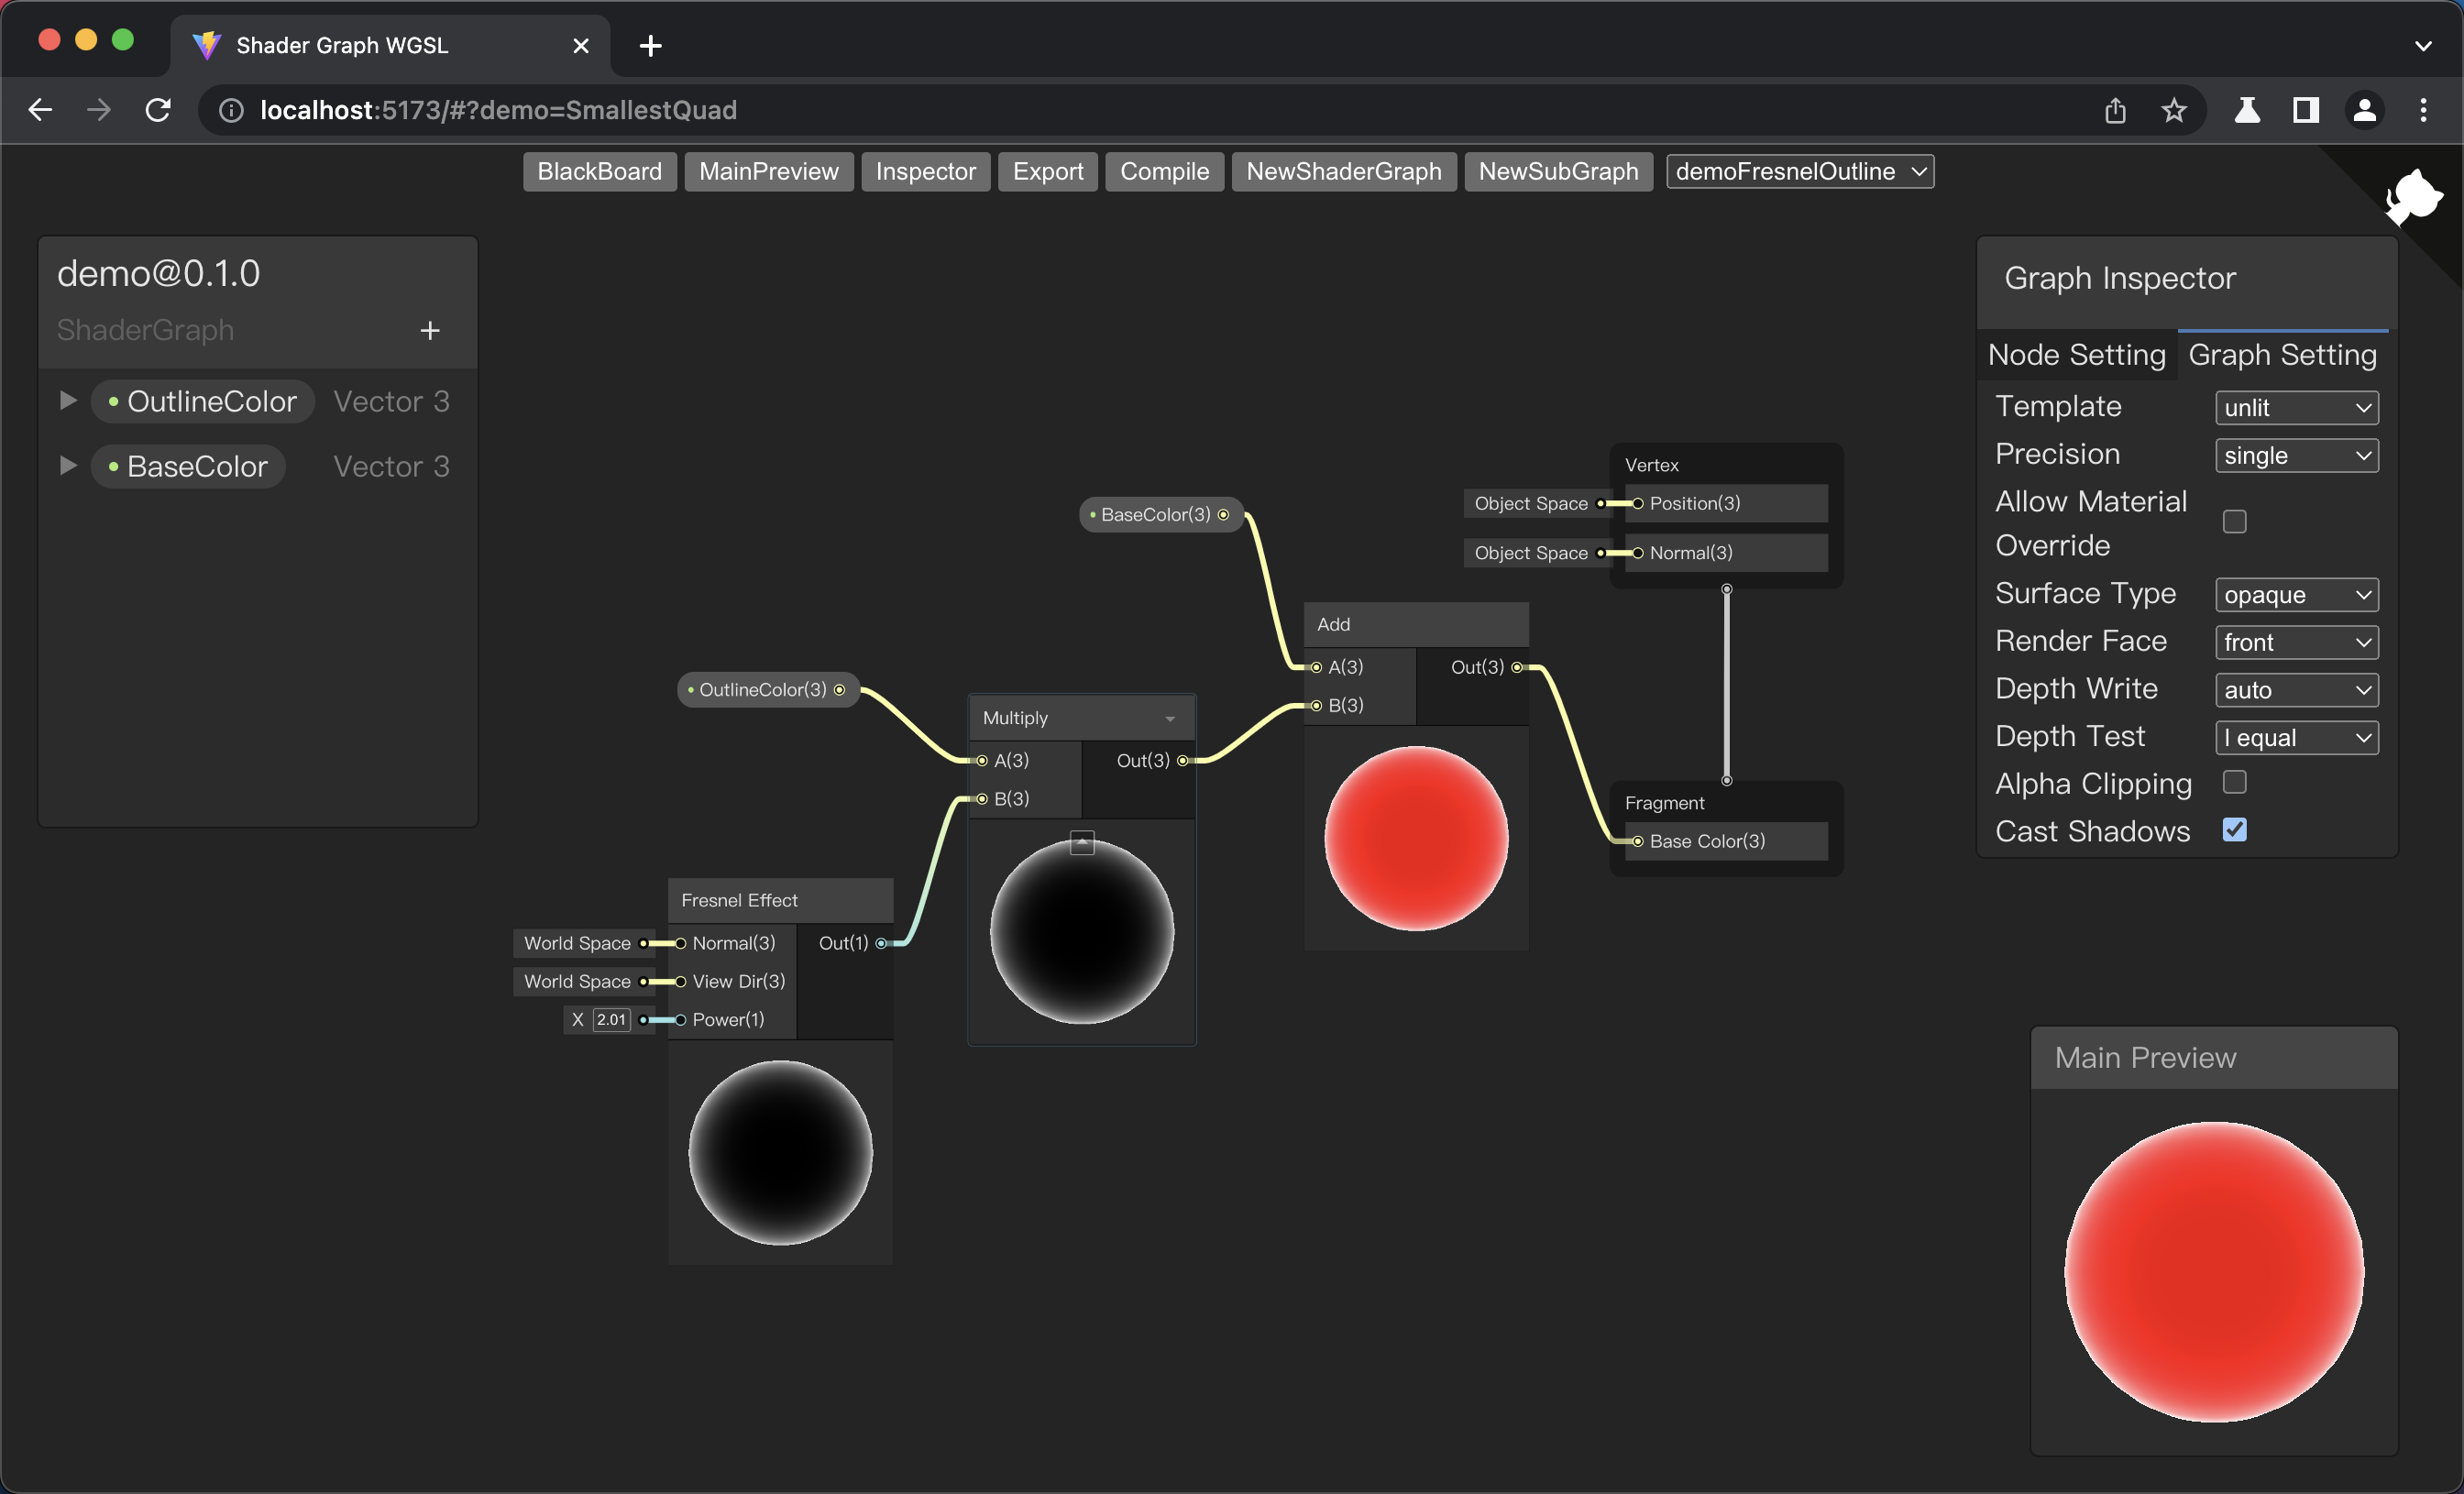 Shader Graph WGSL
localhost:5173/#?demo=SmallestQuad
BlackBoard MainPreview Inspector Export Compile NewShaderGraph NewSubGraph demoFresnelOutline
demo@0.1.0
ShaderGraph
OutlineColor Vector 3
BaseColor Vector 3
BaseColor(3)
OutlineColor(3)
Fresnel Effect
World Space Normal(3) Out(1)
World Space View Dir(3)
X 2.01 Power(1)
Multiply
A(3) Out(3)
B(3)
Add
A(3) Out(3)
B(3)
Vertex
Object Space Position(3)
Object Space Normal(3)
Fragment
Base Color(3)
Graph Inspector
Node Setting Graph Setting
Template unlit
Precision single
Allow Material
Override
Surface Type opaque
Render Face front
Depth Write auto
Depth Test l equal
Alpha Clipping
Cast Shadows
Main Preview